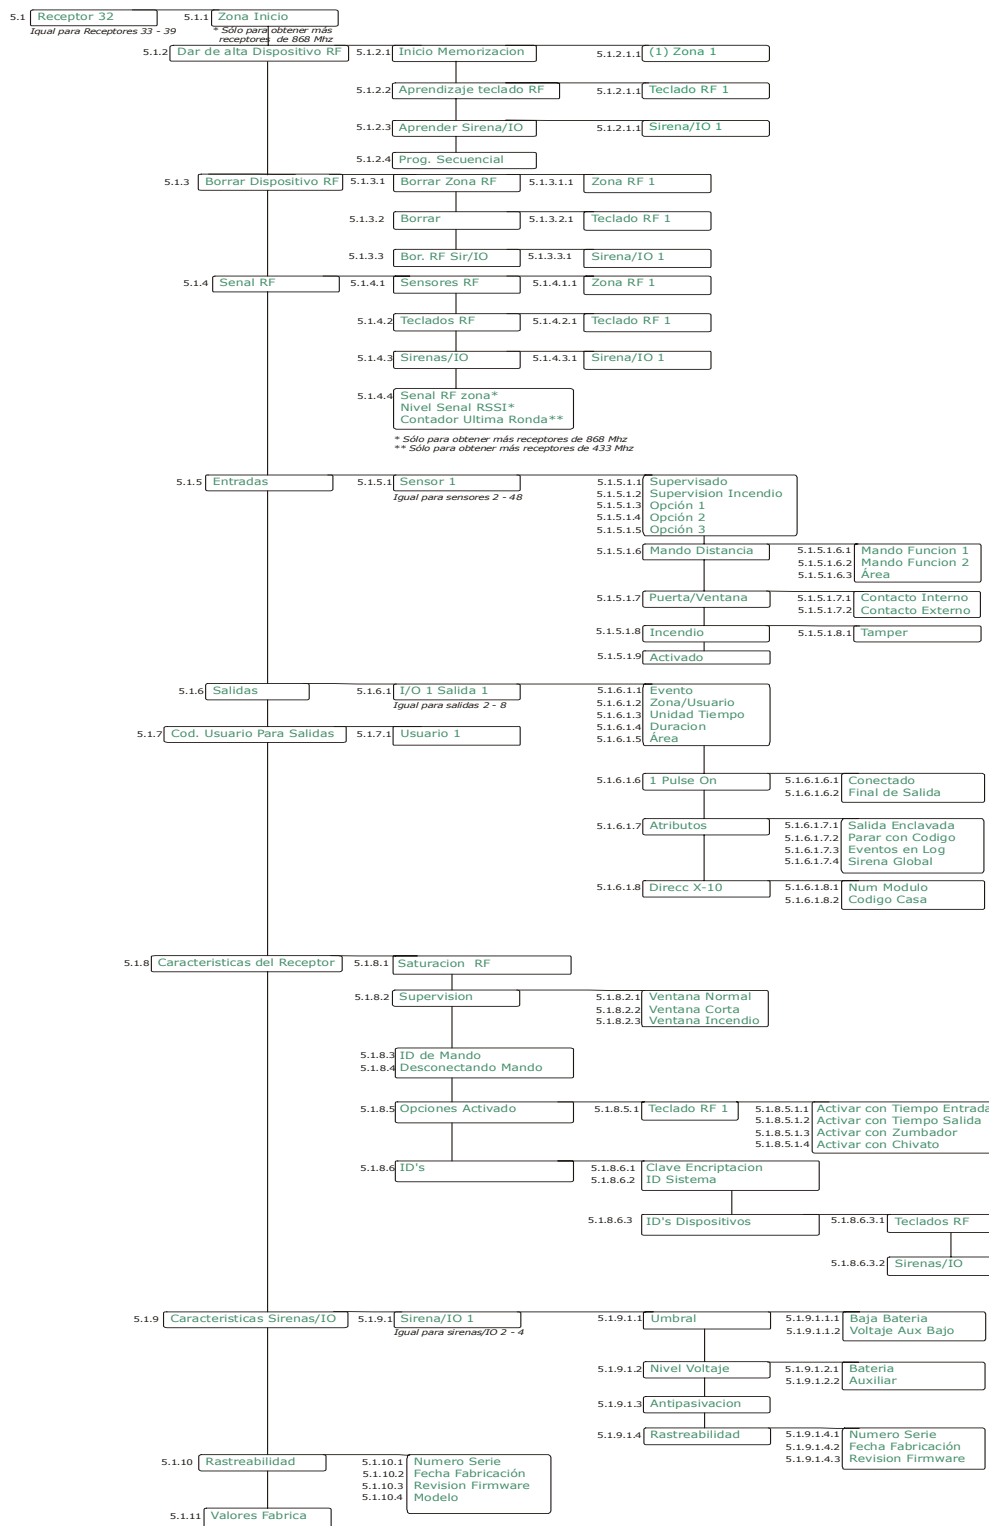 5.1 Receptor 32 5.1.1 Zona Inicio
Iqual para Receptores 33 - 39 * Sólo para obtener más
receptores de 868 Mhz
5.1.2 Dar de alta Dispositivo RF 5.1.2.1 Inicio Memorizacion 5.1.2.1.1 (1) Zona 1
5.1.2.2 Aprendizaje teclado RF 5.1.2.1.1 Teclado RF 1
5.1.2.3 Aprender Sirena/IO 5.1.2.1.1 Sirena/IO 1
5.1.2.4 Prog. Secuencial
5.1.3 Borrar Dispositivo RF 5.1.3.1 Borrar Zona RF 5.1.3.1.1 Zona RF 1
5.1.3.2 Borrar 5.1.3.2.1 Teclado RF 1
5.1.3.3 Bor. RF Sir/IO 5.1.3.3.1 Sirena/IO 1
5.1.4 Senal RF 5.1.4.1 Sensores RF 5.1.4.1.1 Zona RF 1
5.1.4.2 Teclados RF 5.1.4.2.1 Teclado RF 1
5.1.4.3 Sirenas/IO 5.1.4.3.1 Sirena/IO 1
5.1.4.4 Senal RF zona*
Nivel Senal RSSI*
Contador Ultima Ronda**
* Sólo para obtener más receptores de 868 Mhz
** Sólo para obtener más receptores de 433 Mhz
5.1.5 Entradas 5.1.5.1 Sensor 1 5.1.5.1.1 Supervisado
Igual para sensores 2 - 48 5.1.5.1.2 Supervision Incendio
5.1.5.1.3 Opción 1
5.1.5.1.4 Opción 2
5.1.5.1.5 Opción 3
5.1.5.1.6 Mando Distancia 5.1.5.1.6.1 Mando Funcion 1
5.1.5.1.6.2 Mando Funcion 2
5.1.5.1.6.3 Área
5.1.5.1.7 Puerta/Ventana 5.1.5.1.7.1 Contacto Interno
5.1.5.1.7.2 Contacto Externo
5.1.5.1.8 Incendio 5.1.5.1.8.1 Tamper
5.1.5.1.9 Activado
5.1.6 Salidas 5.1.6.1 I/O 1 Salida 1 5.1.6.1.1 Evento
Igual para salidas 2 - 8 5.1.6.1.2 Zona/Usuario
5.1.6.1.3 Unidad Tiempo
5.1.6.1.4 Duracion
5.1.7 Cod. Usuario Para Salidas 5.1.7.1 Usuario 1 5.1.6.1.5 Área
5.1.6.1.6 1 Pulse On 5.1.6.1.6.1 Conectado
5.1.6.1.6.2 Final de Salida
5.1.6.1.7 Atributos 5.1.6.1.7.1 Salida Enclavada
5.1.6.1.7.2 Parar con Codigo
5.1.6.1.7.3 Eventos en Log
5.1.6.1.7.4 Sirena Global
5.1.6.1.8 Direcc X-10 5.1.6.1.8.1 Num Modulo
5.1.6.1.8.2 Codigo Casa
5.1.8 Caracteristicas del Receptor 5.1.8.1 Saturacion RF
5.1.8.2 Supervision 5.1.8.2.1 Ventana Normal
5.1.8.2.2 Ventana Corta
5.1.8.2.3 Ventana Incendio
5.1.8.3 ID de Mando
5.1.8.4 Desconectando Mando
5.1.8.5 Opciones Activado 5.1.8.5.1 Teclado RF 1 5.1.8.5.1.1 Activar con Tiempo Entrada
5.1.8.5.1.2 Activar con Tiempo Salida
5.1.8.5.1.3 Activar con Zumbador
5.1.8.5.1.4 Activar con Chivato
5.1.8.6 ID's 5.1.8.6.1 Clave Encriptacion
5.1.8.6.2 ID Sistema
5.1.8.6.3 ID's Dispositivos 5.1.8.6.3.1 Teclados RF
5.1.8.6.3.2 Sirenas/IO
5.1.9 Caracteristicas Sirenas/IO 5.1.9.1 Sirena/IO 1 5.1.9.1.1 Umbral 5.1.9.1.1.1 Baja Bateria
Igual para sirenas/IO 2 - 4 5.1.9.1.1.2 Voltaje Aux Bajo
5.1.9.1.2 Nivel Voltaje 5.1.9.1.2.1 Bateria
5.1.9.1.2.2 Auxiliar
5.1.9.1.3 Antipasivacion
5.1.9.1.4 Rastreabilidad 5.1.9.1.4.1 Numero Serie
5.1.9.1.4.2 Fecha Fabricación
5.1.9.1.4.3 Revision Firmware
5.1.10 Rastreabilidad 5.1.10.1 Numero Serie
5.1.10.2 Fecha Fabricación
5.1.10.3 Revision Firmware
5.1.10.4 Modelo
5.1.11 Valores Fabrica